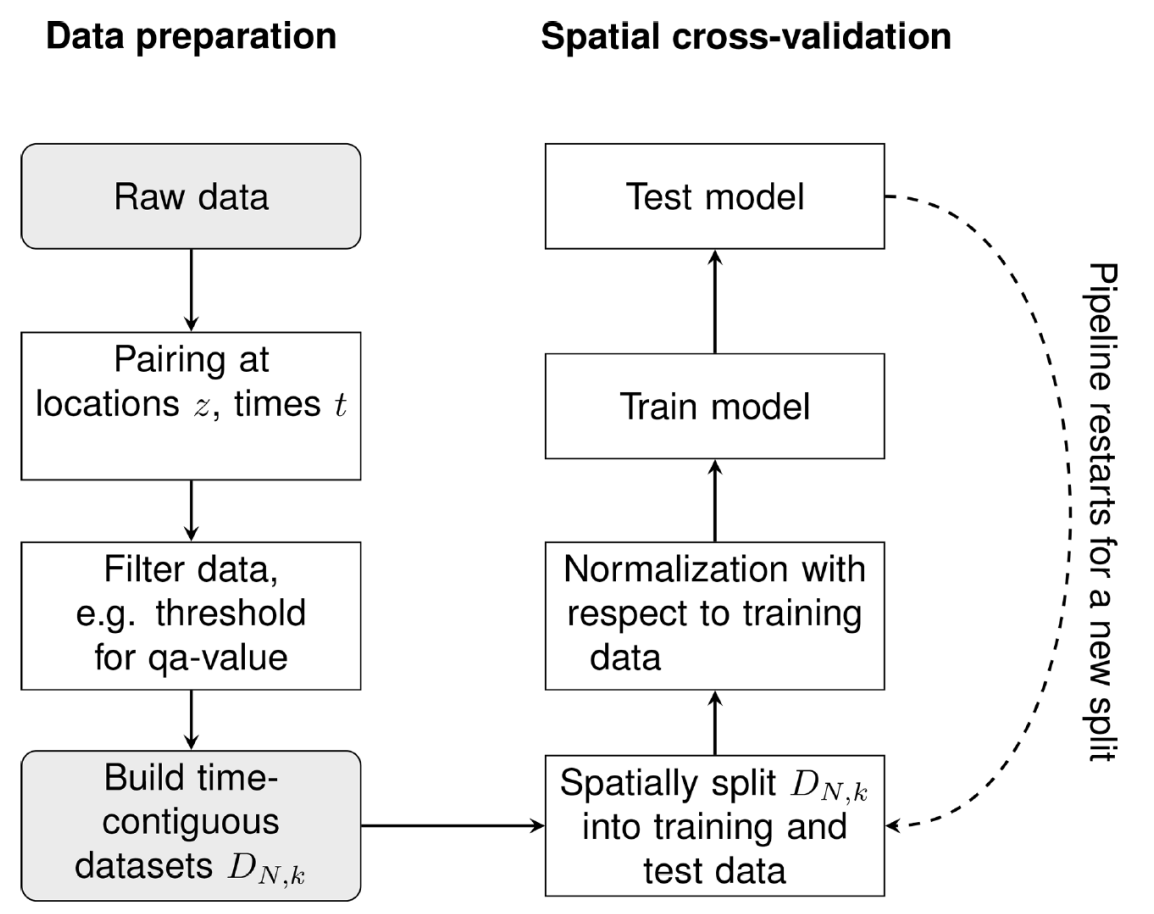 Data preparation
Raw data
Pairing at
locations z, times t
Filter data,
e.g. threshold
for qa-value
Build time-
contiguous
datasets D_{N,k}
Spatial cross-validation
Test model
Train model
Normalization with
respect to training
data
Spatially split D_{N,k}
into training and
test data
Pipeline restarts for a new split